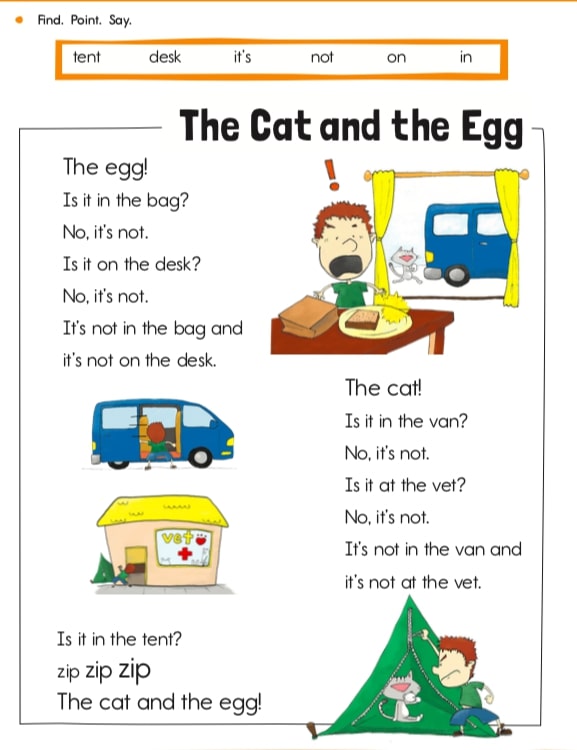 Find. Point. Say.
tent desk it's not on in
The Cat and the Egg
The egg!
Is it in the bag?
No, it's not.
Is it on the desk?
No, it's not.
It's not in the bag and
it's not on the desk.
!
The cat!
Is it in the van?
No, it's not.
Is it at the vet?
No, it's not.
It's not in the van and
it's not at the vet.
vet
Is it in the tent?
zip zip zip
The cat and the egg!